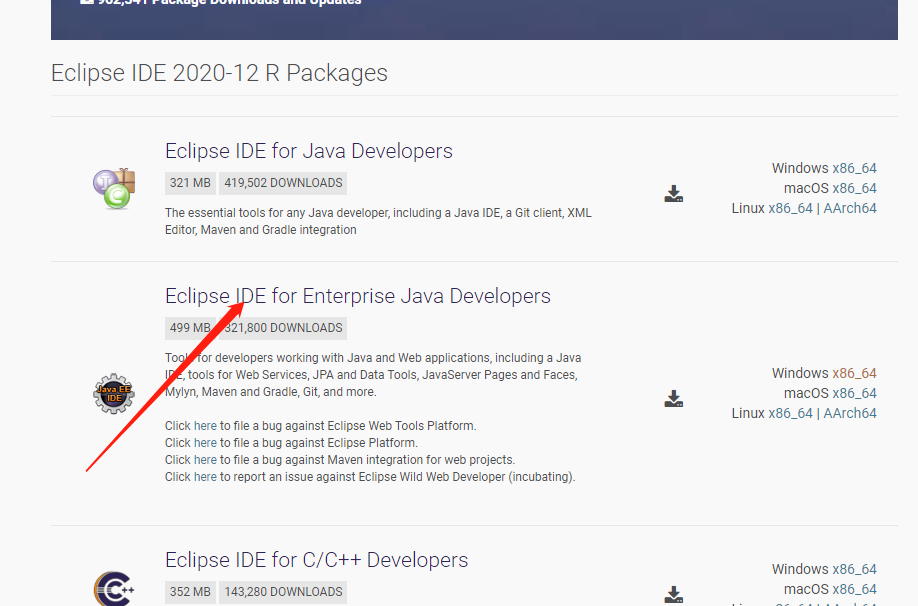 962,541 Package Downloads and Updates
Eclipse IDE 2020-12 R Packages
Eclipse IDE for Java Developers
321 MB 419,502 DOWNLOADS
The essential tools for any Java developer, including a Java IDE, a Git client, XML
Editor, Maven and Gradle integration
Windows x86_64
macOS x86_64
Linux x86_64 | AArch64
Eclipse IDE for Enterprise Java Developers
499 MB 321,800 DOWNLOADS
Tools for developers working with Java and Web applications, including a Java
IDE, tools for Web Services, JPA and Data Tools, JavaServer Pages and Faces,
Mylyn, Maven and Gradle, Git, and more.
Click here to file a bug against Eclipse Web Tools Platform.
Click here to file a bug against Eclipse Platform.
Click here to file a bug against Maven integration for web projects.
Click here to report an issue against Eclipse Wild Web Developer (incubating).
Java EE
IDE
Windows x86_64
macOS x86_64
Linux x86_64 | AArch64
Eclipse IDE for C/C++ Developers
352 MB 143,280 DOWNLOADS
C++
Windows x86_64
macOS x86_64
Linux x86_64 | AArch64